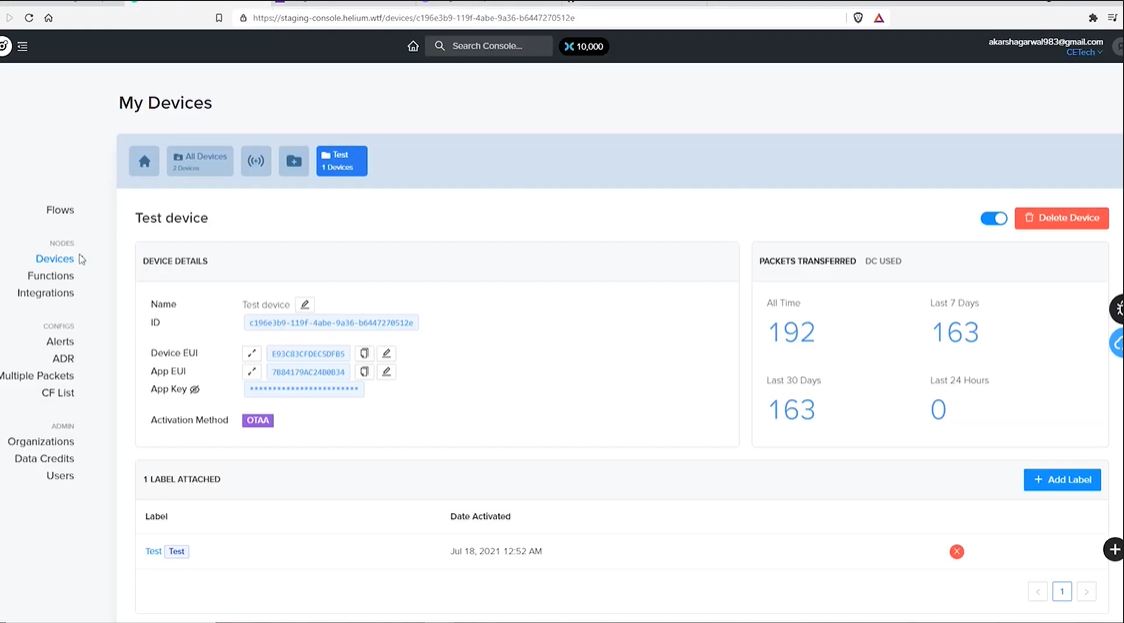 https://staging-console.helium.wtf/devices/c196e3b9-119f-4abe-9a36-b6447270512e
Search Console...
10,000
akarshagarwal983@gmail.com
CETech
My Devices
All Devices
2 Devices
Test
1 Devices
Flows
NODES
Devices
Functions
Integrations
CONFIGS
Alerts
ADR
Multiple Packets
CF List
ADMIN
Organizations
Data Credits
Users
Test device
Delete Device
DEVICE DETAILS
Name Test device
ID c196e3b9-119f-4abe-9a36-b6447270512e
Device EUI E93C83CFDEC5DFB5
App EUI 7B84179AC24B0B34
App Key ************************
Activation Method OTAA
PACKETS TRANSFERRED DC USED
All Time Last 7 Days
192 163
Last 30 Days Last 24 Hours
163 0
1 LABEL ATTACHED
+ Add Label
Label Date Activated
Test Test Jul 18, 2021 12:52 AM
< 1 >